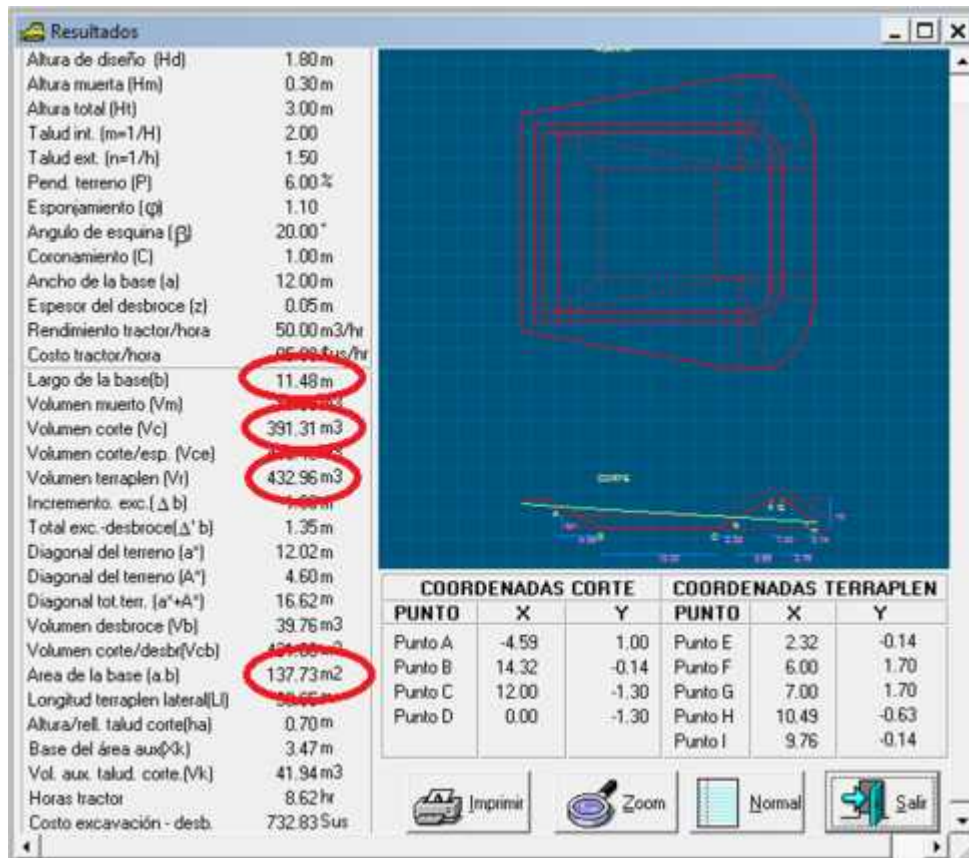 Resultados
Altura de diseño (Hd) 1.80 m
Altura muerta (Hm) 0.30 m
Altura total (Ht) 3.00 m
Talud int. (m=1/H) 2.00
Talud ext. (n=1/h) 1.50
Pend. terreno (P) 6.00 %
Esponjamiento (φ) 1.10
Angulo de esquina (β) 20.00 °
Coronamiento (C) 1.00 m
Ancho de la base (a) 12.00 m
Espesor del desbroce (z) 0.05 m
Rendimiento tractor/hora 50.00 m3/hr
Costo tractor/hora $us/hr
Largo de la base(b) 11.48 m
Volumen muerto (Vm)
Volumen corte (Vc) 391.31 m3
Volumen corte/esp. (Vce)
Volumen terraplen (Vr) 432.96 m3
Incremento. exc.(Δ b)
Total exc.-desbroce(Δ' b) 1.35 m
Diagonal del terreno (a") 12.02 m
Diagonal del terreno (A") 4.60 m
Diagonal tot.terr. (a"+A") 16.62 m
Volumen desbroce (Vb) 39.76 m3
Volumen corte/desbr(Vcb)
Area de la base (a.b) 137.73 m2
Longitud terraplen lateral(Ll)
Altura/rell. talud corte(ha) 0.70 m
Base del área aux(Xk) 3.47 m
Vol. aux. talud. corte.(Vk) 41.94 m3
Horas tractor 8.62 hr
Costo excavación - desb. 732.83 $us
CORTE
COORDENADAS CORTE
PUNTO X Y
Punto A -4.59 1.00
Punto B 14.32 -0.14
Punto C 12.00 -1.30
Punto D 0.00 -1.30
COORDENADAS TERRAPLEN
PUNTO X Y
Punto E 2.32 -0.14
Punto F 6.00 1.70
Punto G 7.00 1.70
Punto H 10.49 -0.63
Punto I 9.76 -0.14
Imprimir
Zoom
Normal
Salir